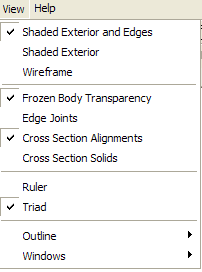 View Help
Shaded Exterior and Edges
Shaded Exterior
Wireframe
Frozen Body Transparency
Edge Joints
Cross Section Alignments
Cross Section Solids
Ruler
Triad
Outline
Windows